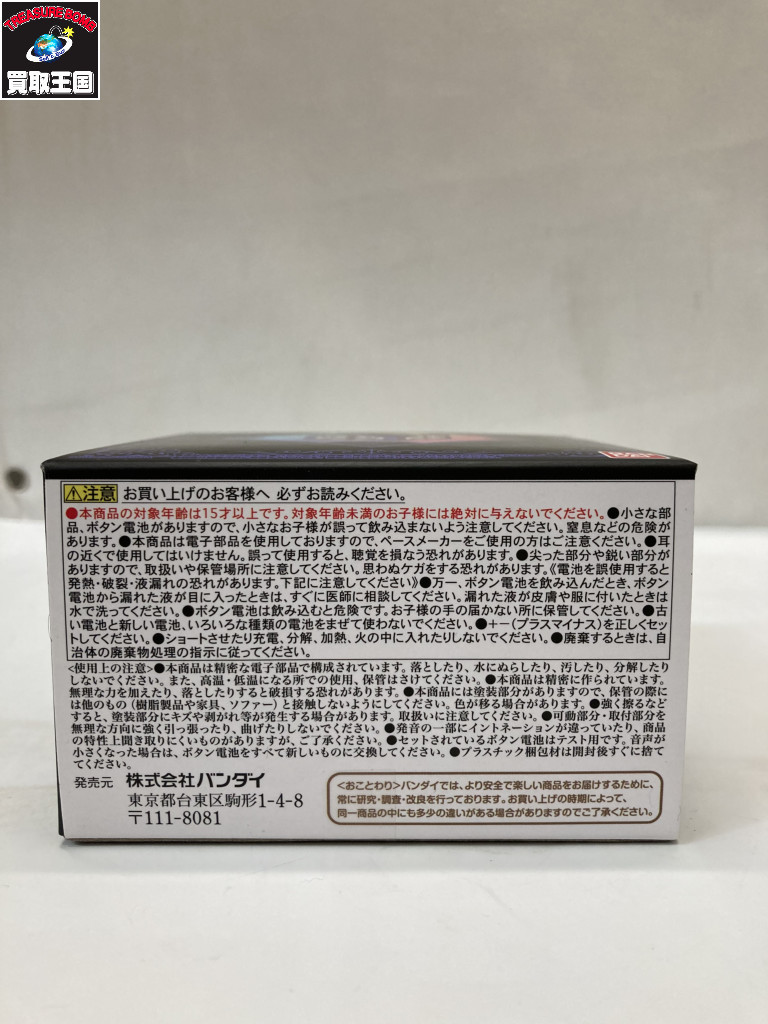 TREASURE BOMB
買取王国
注意 お買い上げのお客様へ 必ずお読みください。
●本商品の対象年齢は15才以上です。対象年齢未満のお子様には絶対に与えないでください。●小さな部
品、ボタン電池がありますので、小さなお子様が誤って飲み込まないよう注意してください。窒息などの危険が
あります。●本商品は電子部品を使用しておりますので、ペースメーカーをご使用の方はご注意ください。●耳
の近くで使用してはいけません。誤って使用すると、聴覚を損なう恐れがあります。●尖った部分や鋭い部分が
ありますので、取扱いや保管場所に注意してください。思わぬケガをする恐れがあります。《電池を誤使用すると
発熱・破裂・液漏れの恐れがあります。下記に注意してください》●万一、ボタン電池を飲み込んだとき、ボタン
電池から漏れた液が目に入ったときは、すぐに医師に相談してください。漏れた液が皮膚や服に付いたときは
水で洗ってください。●ボタン電池は飲み込むと危険です。お子様の手の届かない所に保管してください。●古
い電池と新しい電池、いろいろな種類の電池をまぜて使わないでください。●+−(プラスマイナス)を正しくセッ
トしてください。●ショートさせたり充電、分解、加熱、火の中に入れたりしないでください。●廃棄するときは、自
治体の廃棄物処理の指示に従ってください。
<使用上の注意>●本商品は精密な電子部品で構成されています。落としたり、水にぬらしたり、汚したり、分解したり
しないでください。また、高温・低温になる所での使用、保管はさけてください。●本商品は精密に作られています。
無理な力を加えたり、落としたりすると破損する恐れがあります。●本商品には塗装部分がありますので、保管の際に
は他のもの(樹脂製品や家具、ソファー)と接触しないようにしてください。色が移る場合があります。●強く擦るなど
すると、塗装部分にキズや剥がれ等が発生する場合があります。取扱いに注意してください。●可動部分・取付部分を
無理な方向に強く引っ張ったり、曲げたりしないでください。●発音の一部にイントネーションが違っていたり、商品
の特性上聞き取りにくいものがありますが、ご了承ください。●セットされているボタン電池はテスト用です。音声が
小さくなった場合は、ボタン電池をすべて新しいものに交換してください。●プラスチック梱包材は開封後すぐに捨て
てください。
発売元 株式会社バンダイ
東京都台東区駒形1-4-8
〒111-8081
<おことわり>バンダイでは、より安全で楽しい商品をお届けするために、
常に研究・調査・改良を行っております。お買い上げの時期によって、
同一商品の中にも多少の違いがある場合がありますのでご了承ください。